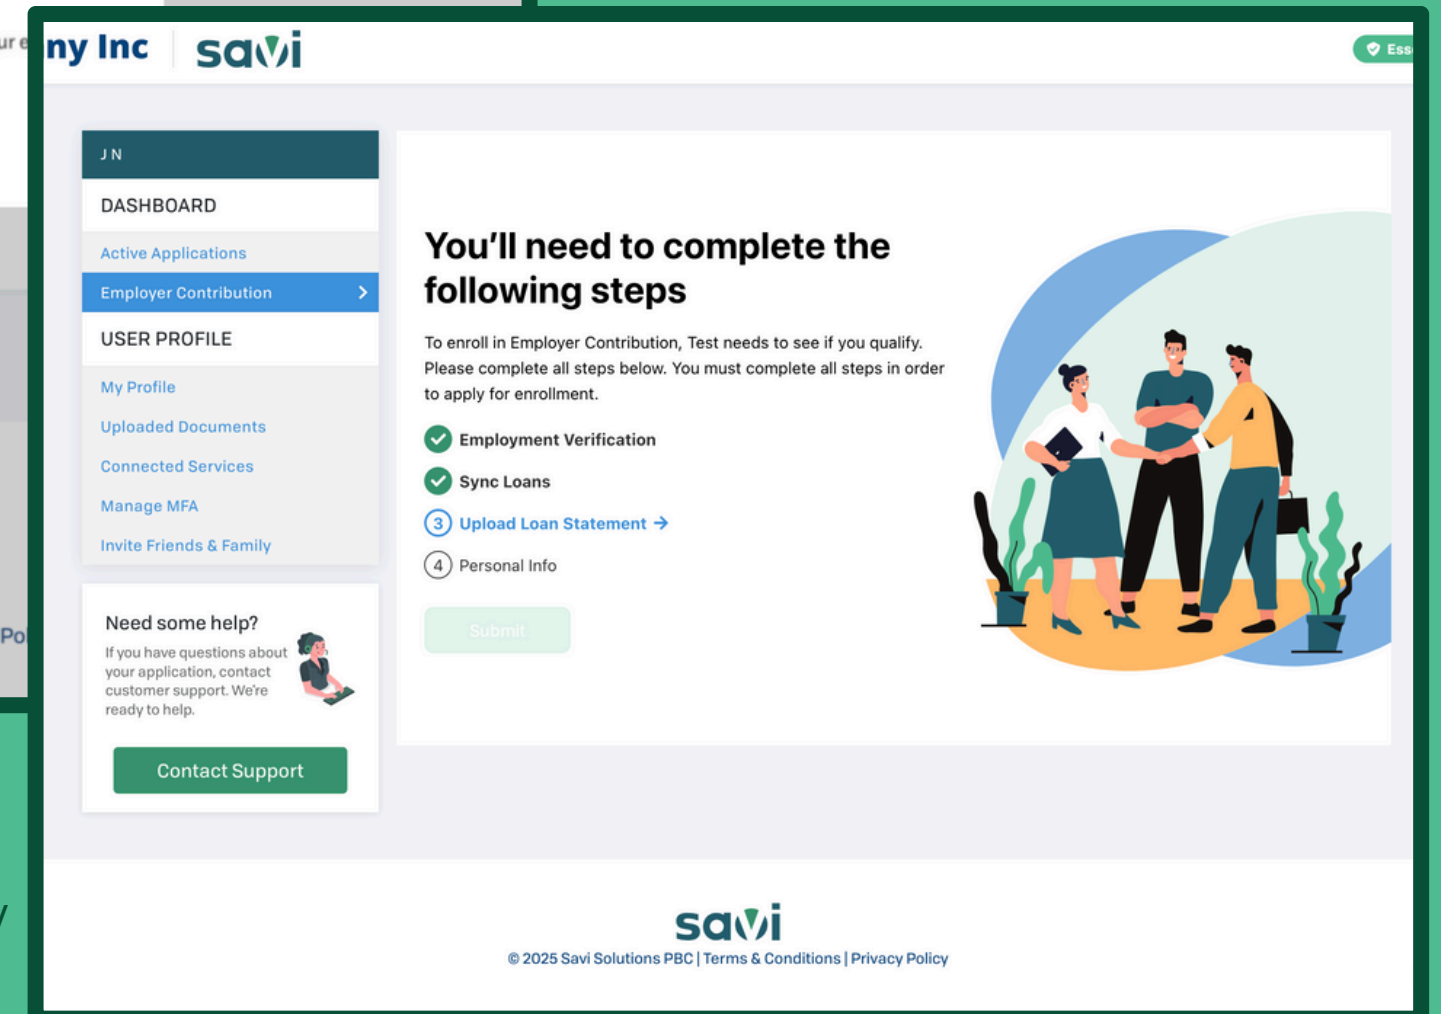 ur e
ny Inc
savi
Ess
J N
DASHBOARD
Active Applications
Employer Contribution
USER PROFILE
My Profile
Uploaded Documents
Connected Services
Manage MFA
Invite Friends & Family
Need some help?
If you have questions about
your application, contact
customer support. We're
ready to help.
Contact Support
You'll need to complete the
following steps
To enroll in Employer Contribution, Test needs to see if you qualify.
Please complete all steps below. You must complete all steps in order
to apply for enrollment.
Employment Verification
Sync Loans
3 Upload Loan Statement →
4 Personal Info
Submit
Pol
y
savi
© 2025 Savi Solutions PBC | Terms & Conditions | Privacy Policy